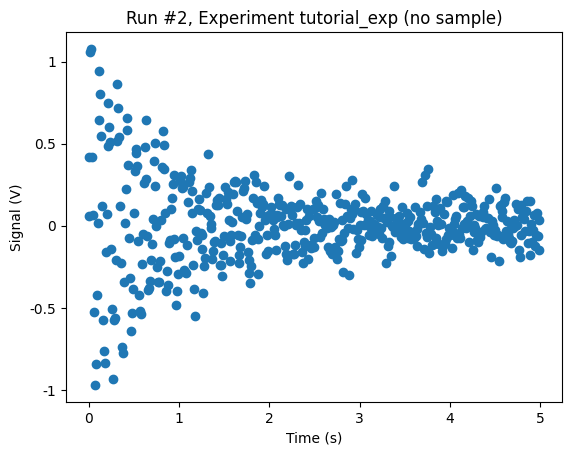 Run #2, Experiment tutorial_exp (no sample)
1
0.5
0
-0.5
-1
Signal (V)
0 1 2 3 4 5
Time (s)